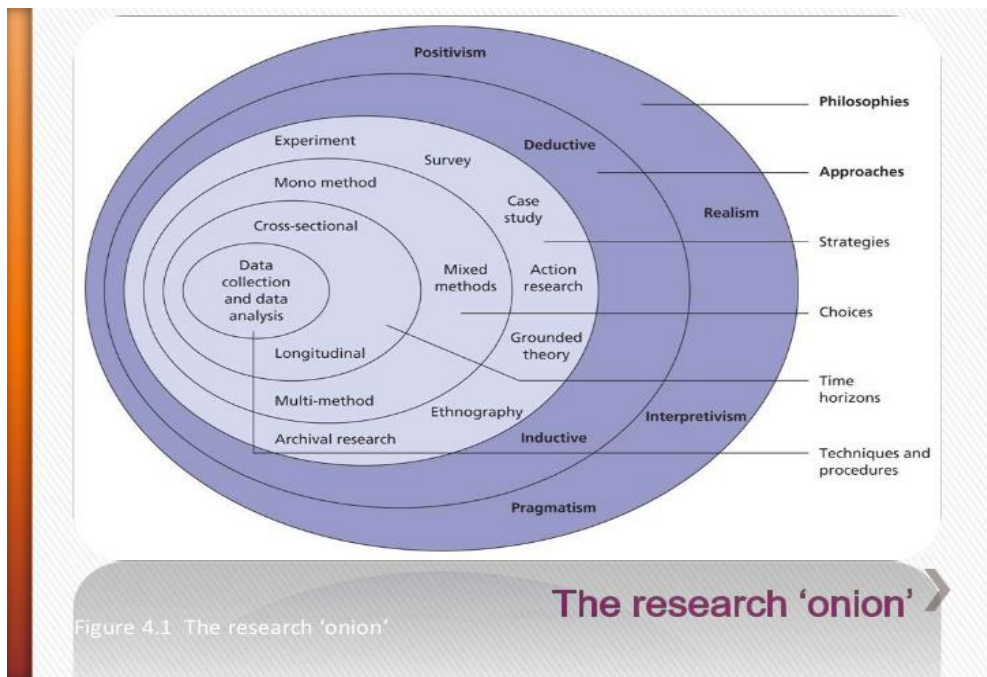 Positivism
Philosophies
Experiment
Deductive
Survey
Approaches
Mono method
Case
study
Realism
Cross-sectional
Strategies
Data
collection
and data
analysis
Mixed
methods
Action
research
Choices
Grounded
theory
Longitudinal
Time
horizons
Multi-method
Ethnography
Interpretivism
Archival research
Inductive
Techniques and
procedures
Pragmatism
The research ‘onion’
Figure 4.1 The research ‘onion’